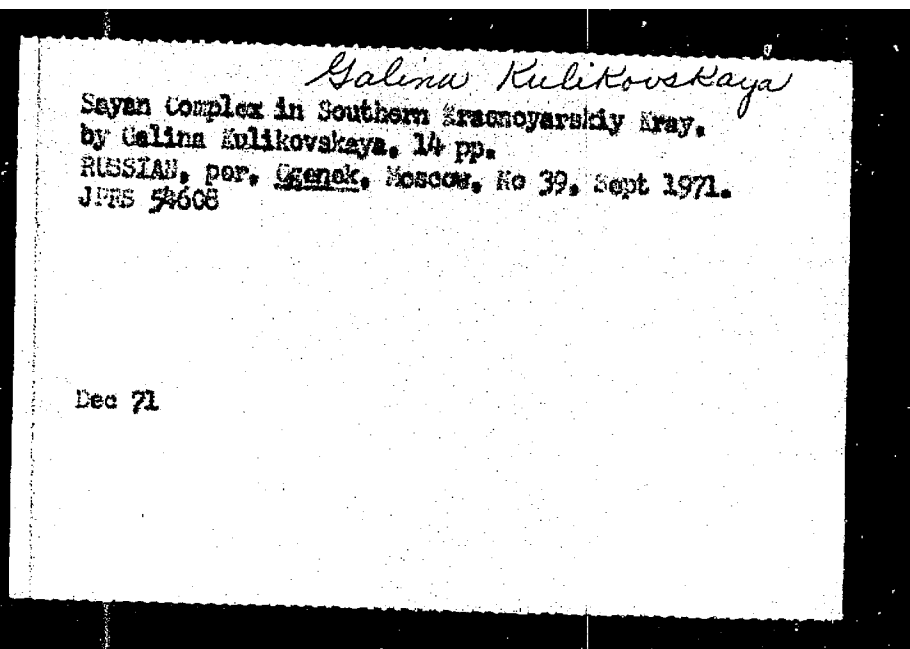 Galina Kulikovskaya
Sayan Complex in Southern Krasnoyarskiy Kray,
by Galina Kulikovskaya, 14 pp.
RUSSIAN, per, Ogenok, Moscow, No 39, Sept 1971.
JPRS 54608
Dec 71